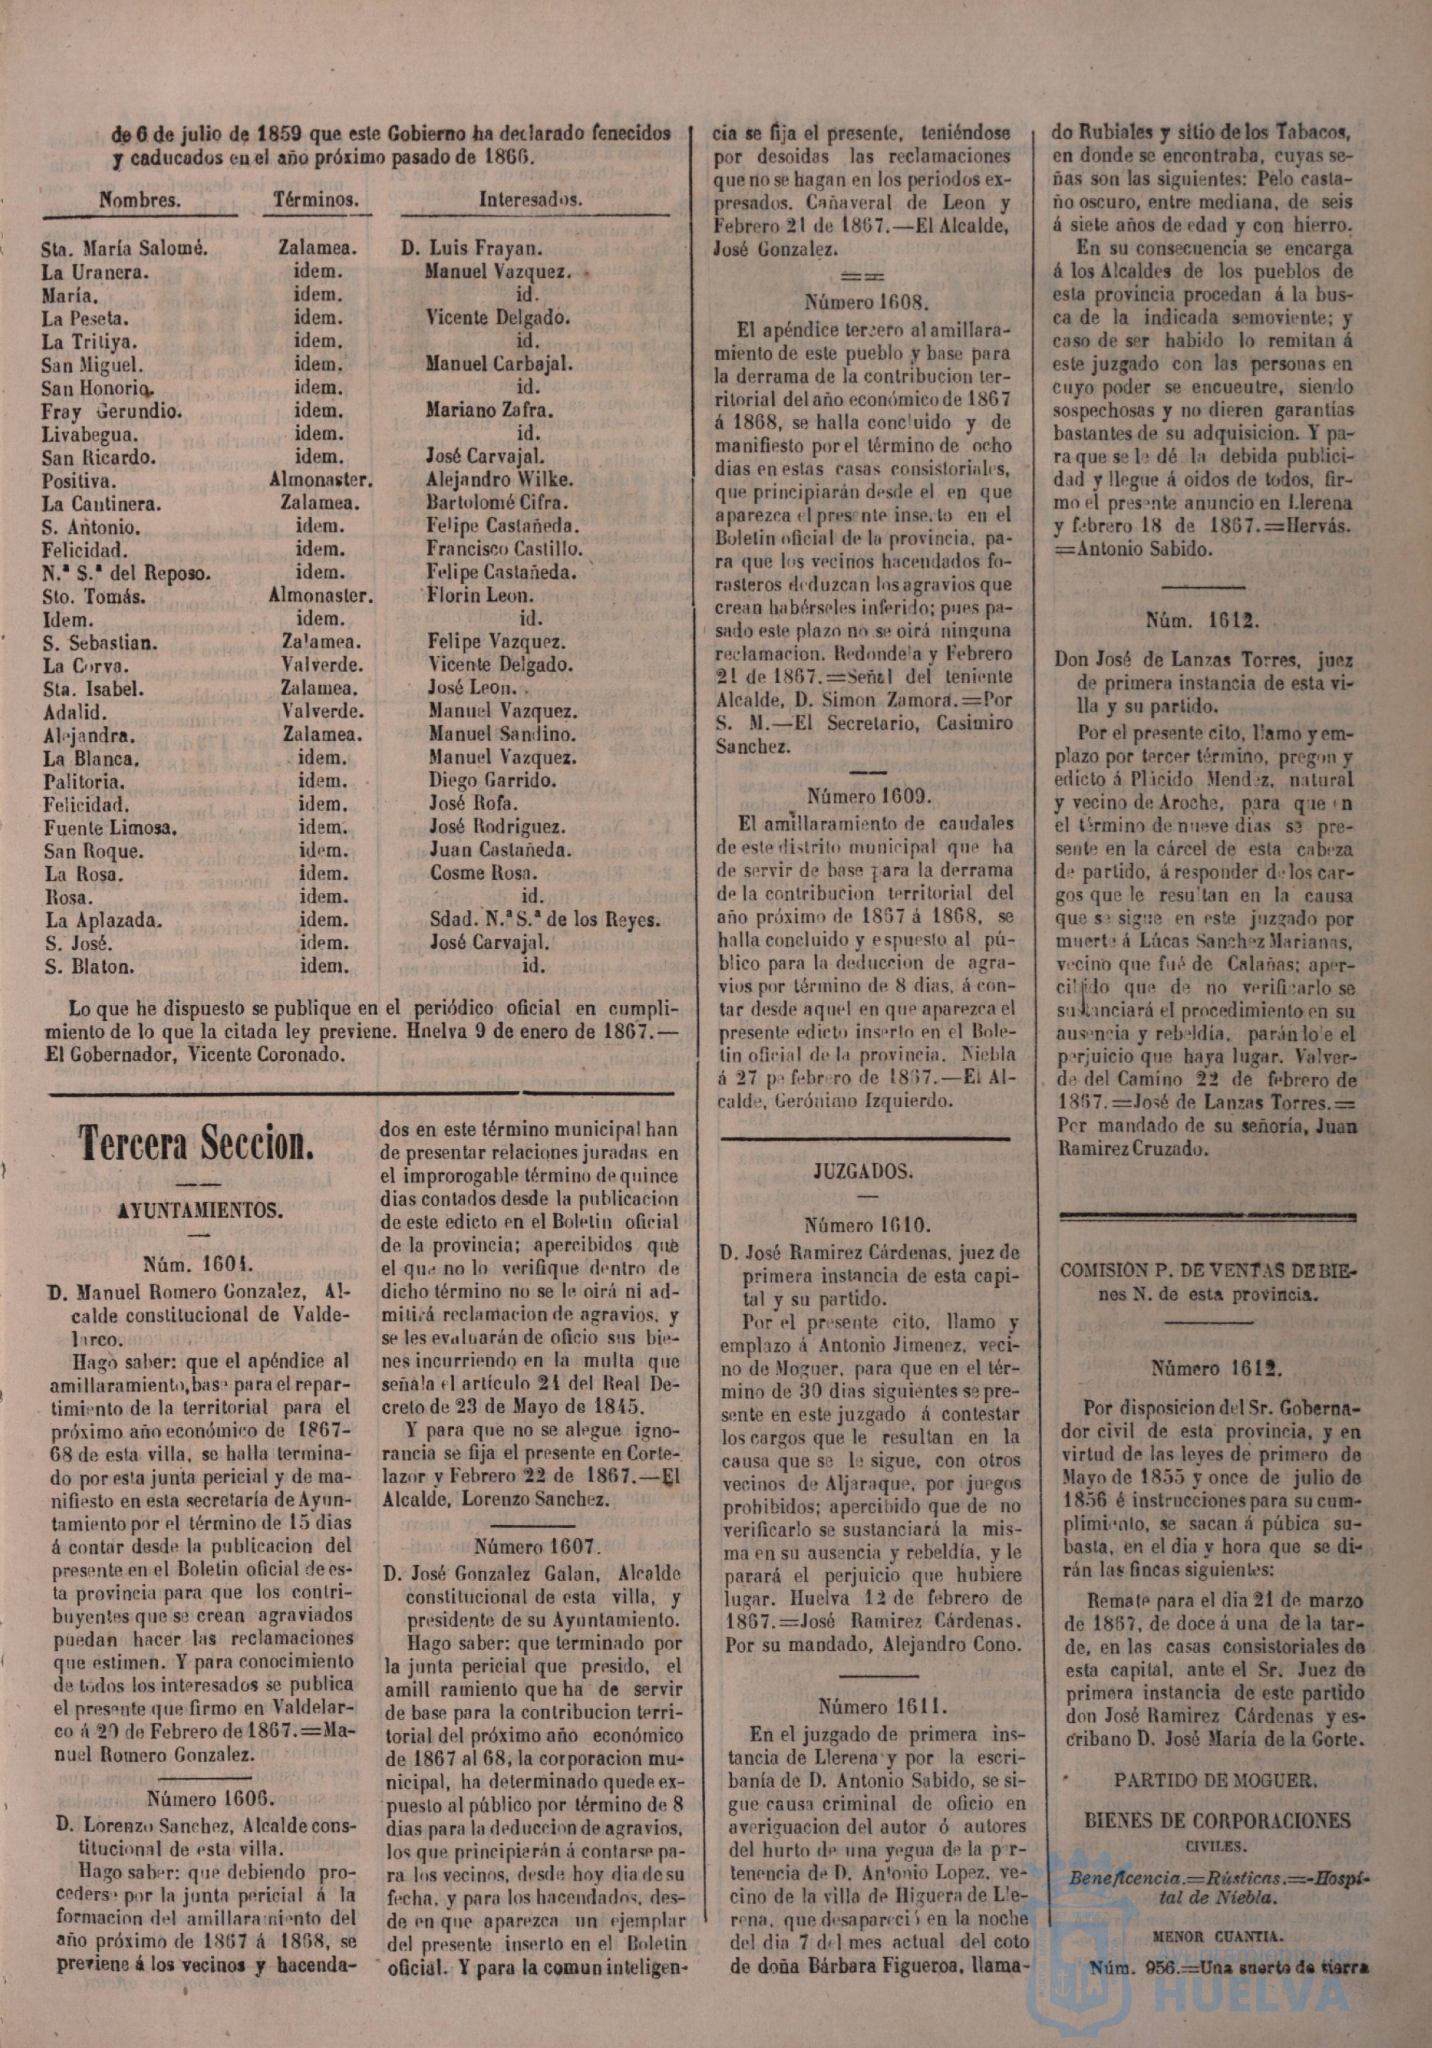 de 6 de julio de 1859 que este Gobierno ha declarado fenecidos
y caducados en el año próximo pasado de 1866.
Nombres. Términos. Interesados.
Sta. María Salomé. Zalamea. D. Luis Frayan.
La Uranera. idem. Manuel Vazquez.
María. idem. id.
La Peseta. idem. Vicente Delgado.
La Tritiya. idem. id.
San Miguel. idem. Manuel Carbajal.
San Honorio. idem. id.
Fray Gerundio. idem. Mariano Zafra.
Livabegua. idem. id.
San Ricardo. idem. José Carvajal.
Positiva. Almonaster. Alejandro Wilke.
La Cantinera. Zalamea. Bartolomé Cifra.
S. Antonio. idem. Felipe Castañeda.
Felicidad. idem. Francisco Castillo.
N.ª S.ª del Reposo. idem. Felipe Castañeda.
Sto. Tomás. Almonaster. Florin Leon.
Idem. idem. id.
S. Sebastian. Zalamea. Felipe Vazquez.
La Corva. Valverde. Vicente Delgado.
Sta. Isabel. Zalamea. José Leon.
Adalid. Valverde. Manuel Vazquez.
Alejandra. Zalamea. Manuel Sandino.
La Blanca. idem. Manuel Vazquez.
Palitoria. idem. Diego Garrido.
Felicidad. idem. José Rofa.
Fuente Limosa. idem. José Rodriguez.
San Roque. idem. Juan Castañeda.
La Rosa. idem. Cosme Rosa.
Rosa. idem. id.
La Aplazada. idem. Sdad. N.ª S.ª de los Reyes.
S. José. idem. José Carvajal.
S. Blaton. idem. id.
Lo que he dispuesto se publique en el periódico oficial en cumpli-
miento de lo que la citada ley previene. Hnelva 9 de enero de 1867.—
El Gobernador, Vicente Coronado.
Tercera Seccion.
AYUNTAMIENTOS.
Núm. 1604.
D. Manuel Romero Gonzalez, Al-
calde constitucional de Valde-
larco.
Hago saber: que el apéndice al
amillaramiento, base para el repar-
timiento de la territorial para el
próximo año económico de 1867-
68 de esta villa, se halla termina-
do por esta junta pericial y de ma-
nifiesto en esta secretaría de Ayun-
tamiento por el término de 15 dias
á contar desde la publicacion del
presente en el Boletin oficial de es-
ta provincia para que los contri-
buyentes que se crean agraviados
puedan hacer las reclamaciones
que estimen. Y para conocimiento
de todos los interesados se publica
el presente que firmo en Valdelar-
co á 20 de Febrero de 1867.=Ma-
nuel Romero Gonzalez.
Número 1606.
D. Lorenzo Sanchez, Alcalde cons-
titucional de esta villa.
Hago saber: que debiendo pro-
cederse por la junta pericial á la
formacion del amillaramiento del
año próximo de 1867 á 1868, se
previene á los vecinos y hacenda-
dos en este término municipal han
de presentar relaciones juradas en
el improrogable término de quince
dias contados desde la publicacion
de este edicto en el Boletin oficial
de la provincia; apercibidos que
el que no lo verifique dentro de
dicho término no se le oirá ni ad-
mitirá reclamacion de agravios, y
se les evaluarán de oficio sus bie-
nes incurriendo en la multa que
señala el artículo 24 del Real De-
creto de 23 de Mayo de 1845.
Y para que no se alegue igno-
rancia se fija el presente en Corte-
lazor y Febrero 22 de 1867.—El
Alcalde, Lorenzo Sanchez.
Número 1607.
D. José Gonzalez Galan, Alcalde
constitucional de esta villa, y
presidente de su Ayuntamiento.
Hago saber: que terminado por
la junta pericial que presido, el
amill ramiento que ha de servir
de base para la contribucion terri-
torial del próximo año económico
de 1867 al 68, la corporacion mu-
nicipal, ha determinado quede ex-
puesto al público por término de 8
dias para la deduccion de agravios,
los que principierán á contarse pa-
ra los vecinos, desde hoy dia de su
fecha, y para los hacendados, des-
de en que aparezca un ejemplar
del presente inserto en el Boletin
oficial. Y para la comun inteligen-
cia se fija el presente, teniéndose
por desoidas las reclamaciones
que no se hagan en los periodos ex-
presados. Cañaveral de Leon y
Febrero 21 de 1867.—El Alcalde,
José Gonzalez.
Número 1608.
El apéndice tercero al amillara-
miento de este pueblo y base para
la derrama de la contribucion ter-
ritorial del año económico de 1867
á 1868, se halla concluido y de
manifiesto por el término de ocho
dias en estas casas consistoriales,
que principiarán desde el en que
aparezca el presente inserto en el
Boletin oficial de la provincia, pa-
ra que los vecinos hacendados fo-
rasteros deduzcan los agravios que
crean habérseles inferido; pues pa-
sado este plazo no se oirá ninguna
reclamacion. Redondela y Febrero
21 de 1867.=Señal del teniente
Alcalde, D. Simon Zamora.=Por
S. M.—El Secretario, Casimiro
Sanchez.
Número 1609.
El amillaramiento de caudales
de este distrito municipal que ha
de servir de base para la derrama
de la contribucion territorial del
año próximo de 1867 á 1868, se
halla concluido y espuesto al pú-
blico para la deduccion de agra-
vios por término de 8 dias, á con-
tar desde aquel en que aparezca el
presente edicto inserto en el Bole-
tin oficial de la provincia. Niebla
á 27 pe febrero de 1867.—El Al-
calde, Gerónimo Izquierdo.
JUZGADOS.
Número 1610.
D. José Ramirez Cárdenas, juez de
primera instancia de esta capi-
tal y su partido.
Por el presente cito, llamo y
emplazo á Antonio Jimenez, veci-
no de Moguer, para que en el tér-
mino de 30 dias siguientes se pre-
sente en este juzgado á contestar
los cargos que le resultan en la
causa que se le sigue, con otros
vecinos de Aljaraque, por juegos
prohibidos; apercibido que de no
verificarlo se sustanciará la mis-
ma en su ausencia y rebeldía, y le
parará el perjuicio que hubiere
lugar. Huelva 12 de febrero de
1867.=José Ramirez Cárdenas.
Por su mandado, Alejandro Cono.
Número 1611.
En el juzgado de primera ins-
tancia de Llerena y por la escri-
banía de D. Antonio Sabido, se si-
gue causa criminal de oficio en
averiguacion del autor ó autores
del hurto de una yegua de la per-
tenencia de D. Antonio Lopez, ve-
cino de la villa de Higuera de Lle-
rena, que desapareció en la noche
del dia 7 del mes actual del coto
de doña Bárbara Figueroa, llama-
do Rubiales y sitio de los Tabacos,
en donde se encontraba, cuyas se-
ñas son las siguientes: Pelo casta-
ño oscuro, entre mediana, de seis
á siete años de edad y con hierro.
En su consecuencia se encarga
á los Alcaldes de los pueblos de
esta provincia procedan á la bus-
ca de la indicada semoviente; y
caso de ser habido lo remitan á
este juzgado con las personas en
cuyo poder se encueutre, siendo
sospechosas y no dieren garantías
bastantes de su adquisicion. Y pa-
ra que se le dé la debida publici-
dad y llegue á oidos de todos, fir-
mo el presente anuncio en Llerena
y febrero 18 de 1867.=Hervás.
=Antonio Sabido.
Núm. 1612.
Don José de Lanzas Torres, juez
de primera instancia de esta vi-
lla y su partido.
Por el presente cito, llamo y em-
plazo por tercer término, pregon y
edicto á Plácido Mendez, natural
y vecino de Aroche, para que en
el término de nueve dias se pre-
sente en la cárcel de esta cabeza
de partido, á responder de los car-
gos que le resultan en la causa
que se sigue en este juzgado por
muerte á Lúcas Sanchez Marianas,
vecino que fué de Calañas; aper-
cibido que de no verificarlo se
sustanciará el procedimiento en su
ausencia y rebeldía, parándole el
perjuicio que haya lugar. Valver-
de del Camino 22 de febrero de
1867.=José de Lanzas Torres.=
Por mandado de su señoría, Juan
Ramirez Cruzado.
COMISION P. DE VENTAS DE BIE-
nes N. de esta provincia.
Número 1612.
Por disposicion del Sr. Goberna-
dor civil de esta provincia, y en
virtud de las leyes de primero de
Mayo de 1855 y once de julio de
1856 é instrucciones para su cum-
plimiento, se sacan á púbica su-
basta, en el dia y hora que se di-
rán las fincas siguientes:
Remate para el dia 21 de marzo
de 1867, de doce á una de la tar-
de, en las casas consistoriales de
esta capital, ante el Sr. Juez de
primera instancia de este partido
don José Ramirez Cárdenas y es-
cribano D. José María de la Gorte.
PARTIDO DE MOGUER.
BIENES DE CORPORACIONES
CIVILES.
Beneficencia.=Rústicas.=-Hospi-
tal de Niebla.
MENOR CUANTIA.
Núm. 956.=Una suerte de tierra
HUELVA